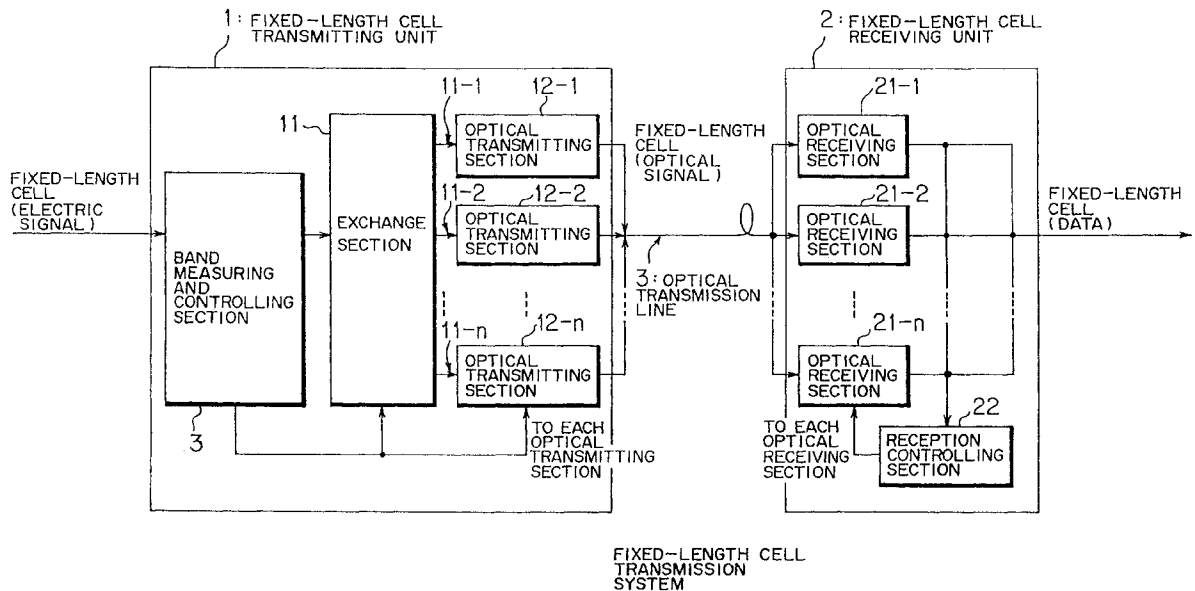 1: FIXED-LENGTH CELL
TRANSMITTING UNIT
2: FIXED-LENGTH CELL
RECEIVING UNIT
FIXED-LENGTH
CELL
(ELECTRIC
SIGNAL)
BAND
MEASURING
AND
CONTROLLING
SECTION
3
11
EXCHANGE
SECTION
11-1
12-1
OPTICAL
TRANSMITTING
SECTION
11-2
12-2
OPTICAL
TRANSMITTING
SECTION
11-n
12-n
OPTICAL
TRANSMITTING
SECTION
TO EACH
OPTICAL
TRANSMITTING
SECTION
FIXED-LENGTH
CELL
(OPTICAL
SIGNAL)
3: OPTICAL
TRANSMISSION
LINE
21-1
OPTICAL
RECEIVING
SECTION
21-2
OPTICAL
RECEIVING
SECTION
21-n
OPTICAL
RECEIVING
SECTION
TO EACH
OPTICAL
RECEIVING
SECTION
22
RECEPTION
CONTROLLING
SECTION
FIXED-LENGTH
CELL
(DATA)
FIXED-LENGTH CELL
TRANSMISSION
SYSTEM